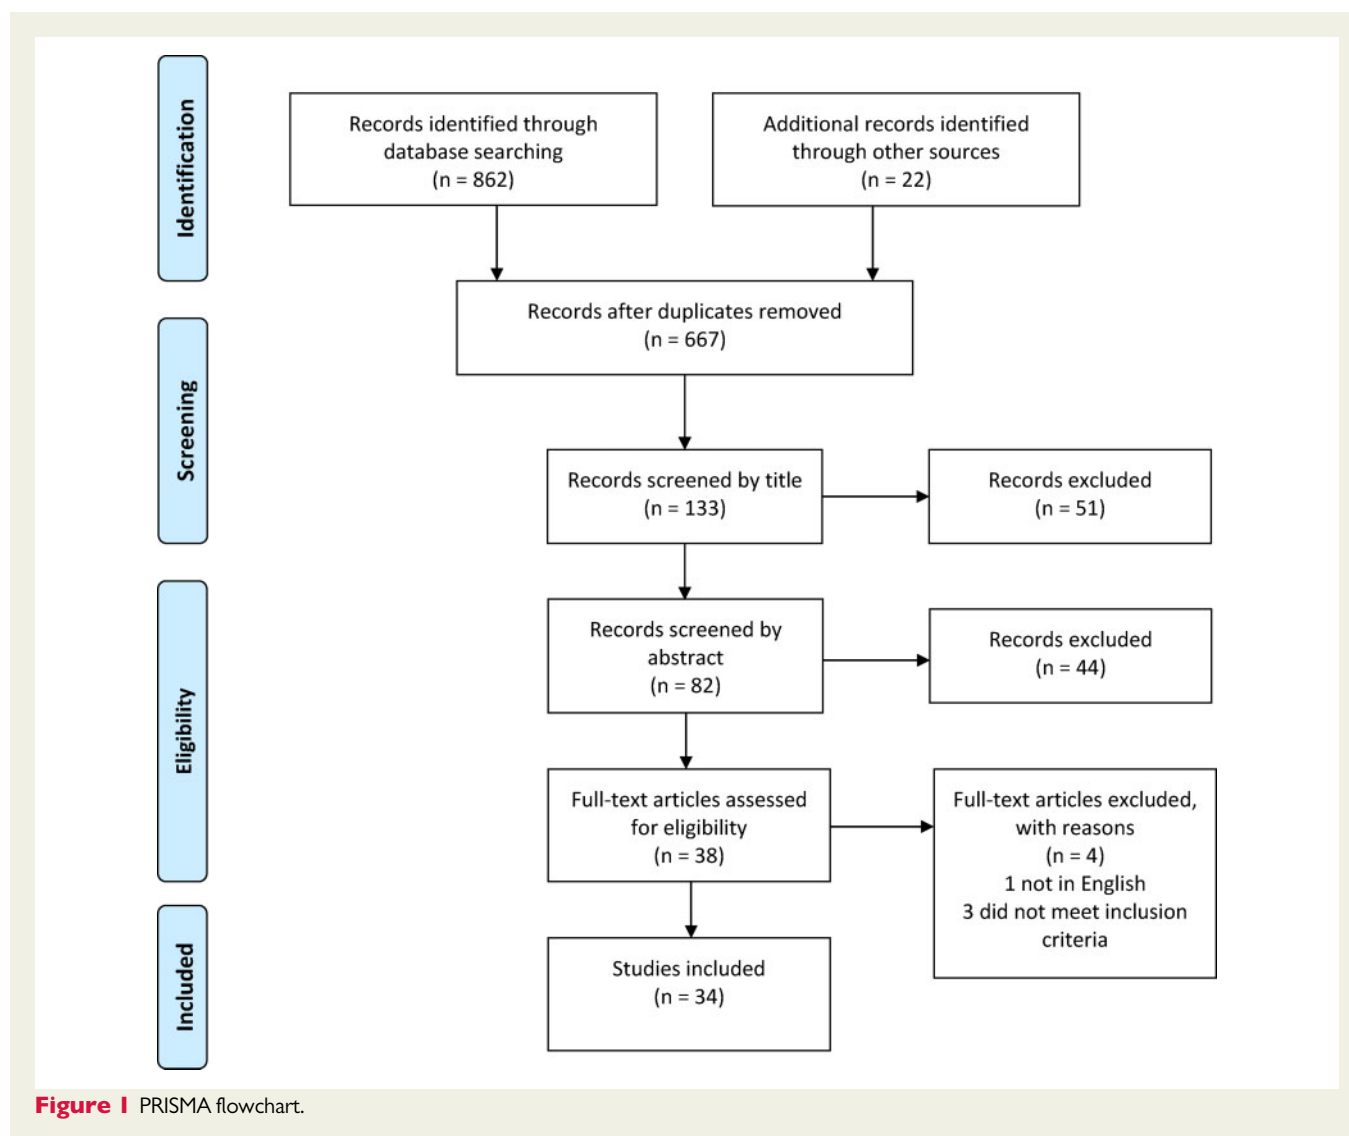 Identification
Records identified through
database searching
(n = 862)
Additional records identified
through other sources
(n = 22)
Records after duplicates removed
(n = 667)
Screening
Records screened by title
(n = 133)
Records excluded
(n = 51)
Eligibility
Records screened by
abstract
(n = 82)
Records excluded
(n = 44)
Full-text articles assessed
for eligibility
(n = 38)
Full-text articles excluded,
with reasons
(n = 4)
1 not in English
3 did not meet inclusion
criteria
Included
Studies included
(n = 34)
Figure 1 PRISMA flowchart.